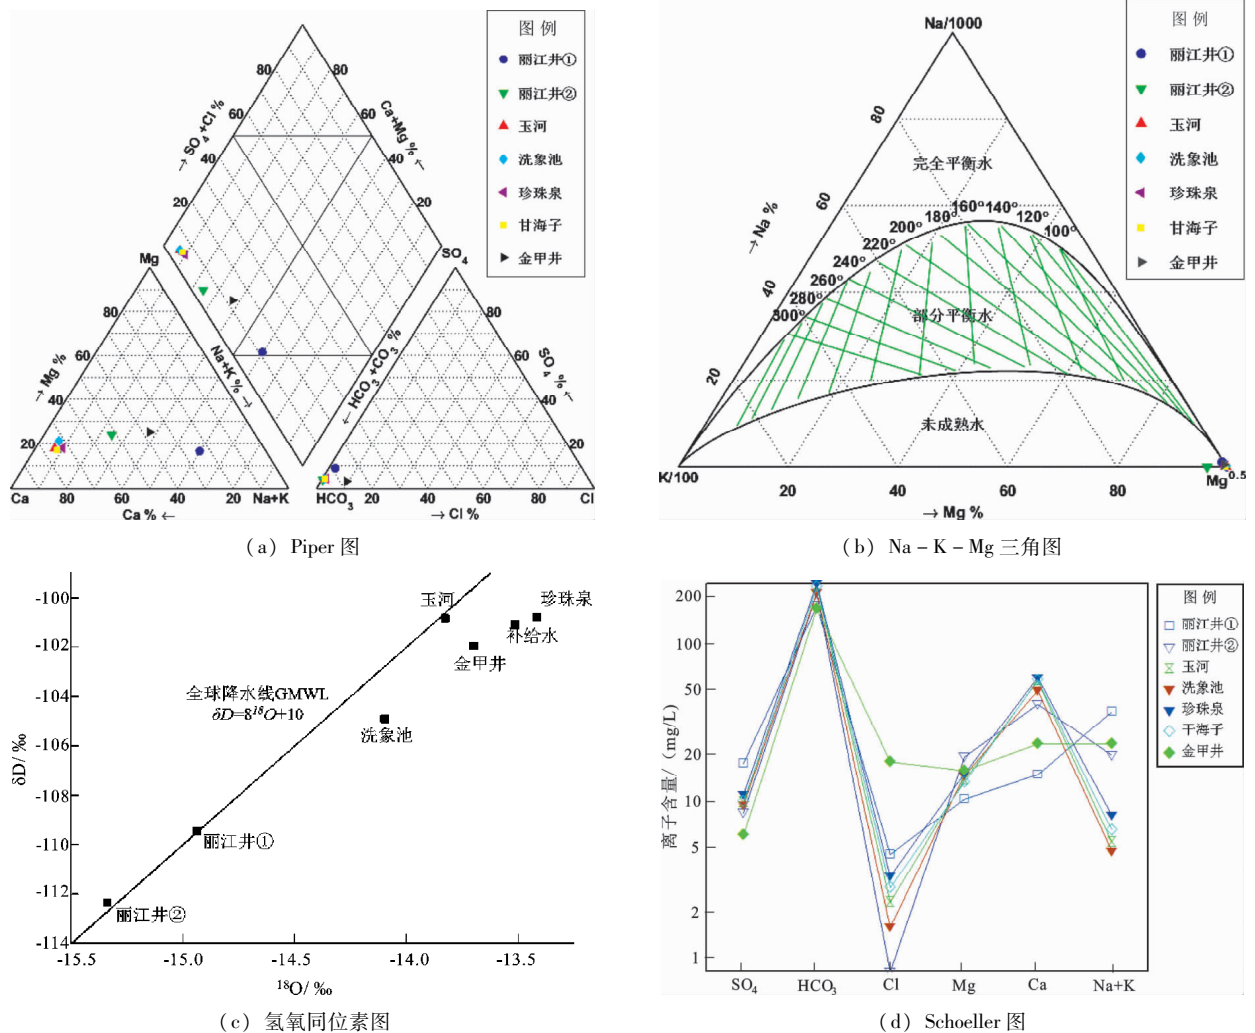 图 例
丽江井①
丽江井②
玉河
洗象池
珍珠泉
甘海子
金甲井
80
80
60
60
40
40
20
20
→ SO₄+Cl %
Ca+Mg % ←
Mg
SO₄
80
60
40
20
→ Mg %
Na+K % →
← HCO₃+CO₃ %
80
60
40
20
SO₄ % ←
80
60
40
20
80
60
40
20
Ca
80
60
40
20
Na+K
Ca % ←
HCO₃
20
40
60
80
Cl
→ Cl %
(a) Piper 图
图 例
丽江井①
丽江井②
玉河
洗象池
珍珠泉
甘海子
金甲井
Na/1000
80
60
40
20
→ Na %
完全平衡水
160°
140°
180°
120°
200°
100°
220°
240°
260°
280°
300°
部分平衡水
未成熟水
K/100
20
40
60
80
Mg⁰·⁵
→ Mg %
(b) Na – K – Mg 三角图
-100
-102
-104
-106
-108
-110
-112
-114
δD/‰
玉河
珍珠泉
补给水
金甲井
全球降水线GMWL
δD=8¹⁸O+10
洗象池
丽江井①
丽江井②
-15.5
-15.0
-14.5
-14.0
-13.5
¹⁸O/‰
(c) 氢氧同位素图
200
100
50
20
10
5
2
1
离子含量/(mg/L)
SO₄
HCO₃
Cl
Mg
Ca
Na+K
图 例
丽江井①
丽江井②
玉河
洗象池
珍珠泉
干海子
金甲井
(d) Schoeller 图